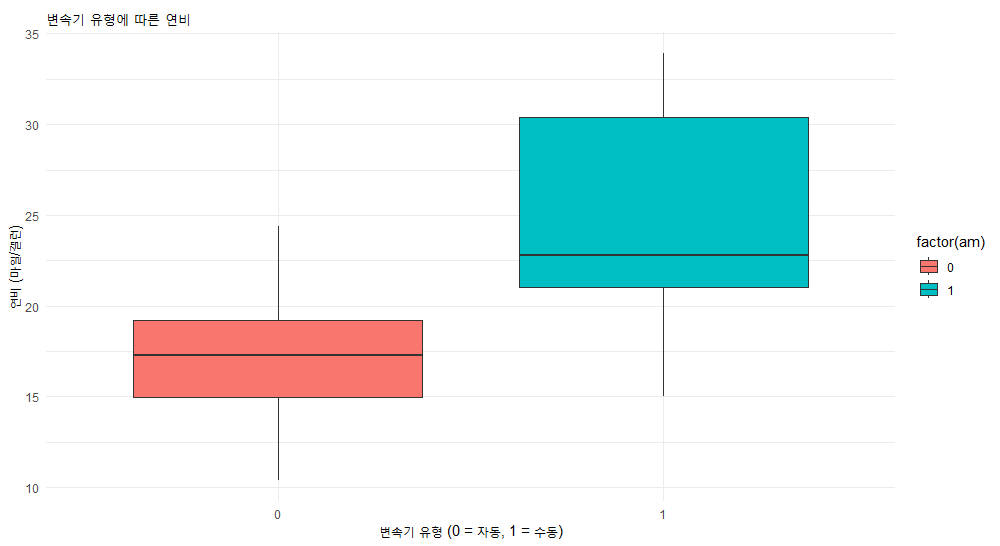 변속기 유형에 따른 연비
연비 (마일/갤런)
35
30
25
20
15
10
0
1
변속기 유형 (0 = 자동, 1 = 수동)
factor(am)
0
1